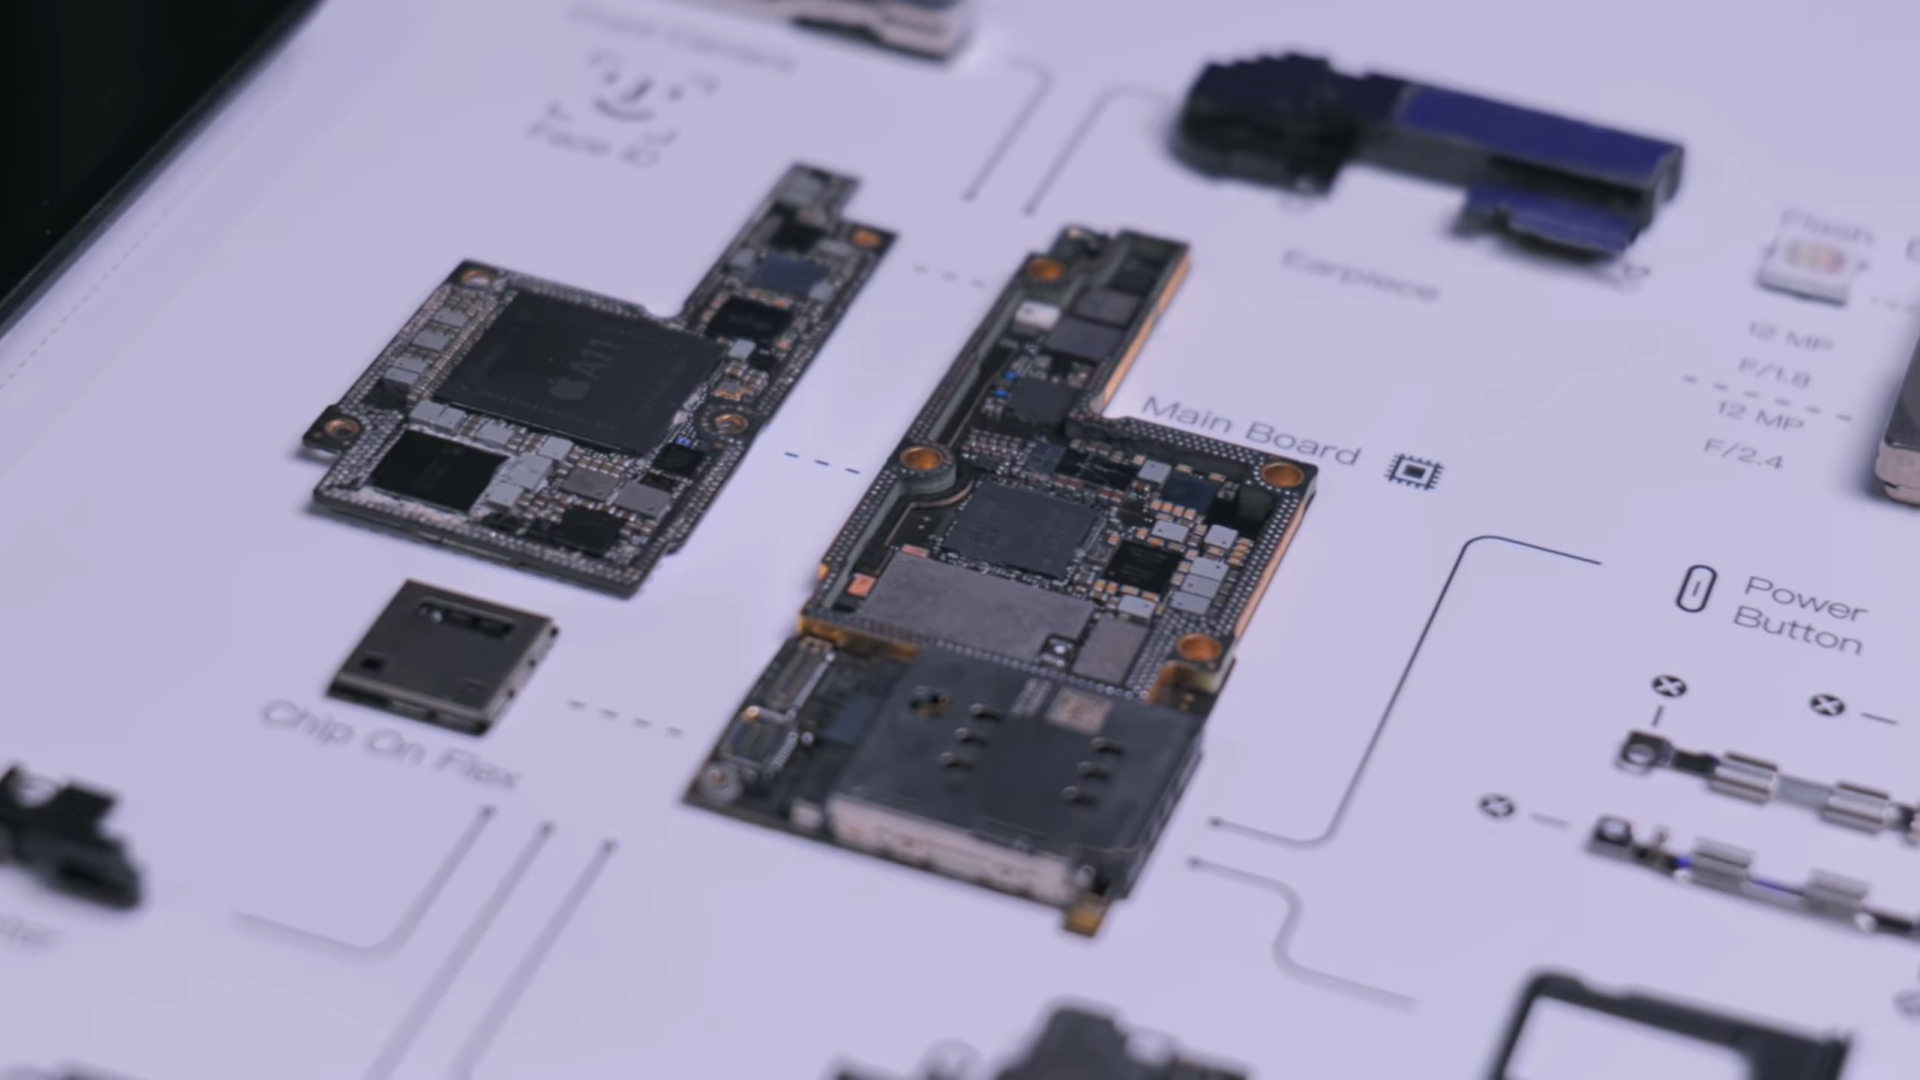 Camera
Face ID
A11
Earpiece
Flash
12 MP
F/1.8
12 MP
F/2.4
Main Board
Power
Button
Chip On Flex